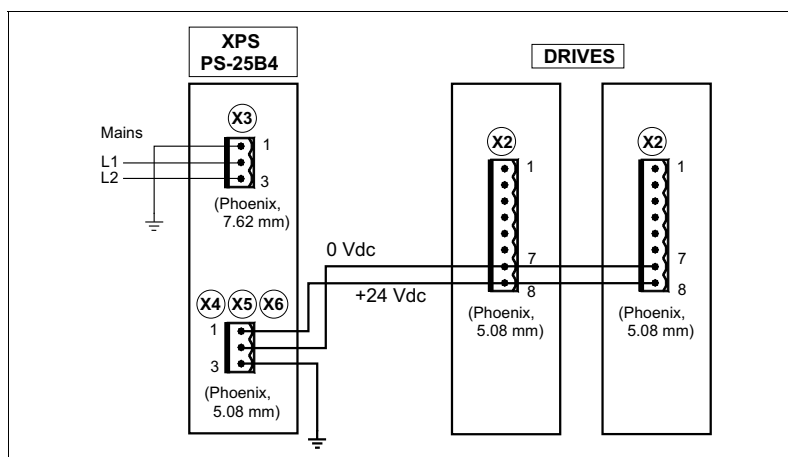 XPS
PS-25B4
DRIVES
X3
Mains
1
L1
L2
3
(Phoenix,
7.62 mm)
X2
1
7
8
(Phoenix,
5.08 mm)
X2
1
7
8
(Phoenix,
5.08 mm)
0 Vdc
+24 Vdc
X4 X5 X6
1
3
(Phoenix,
5.08 mm)